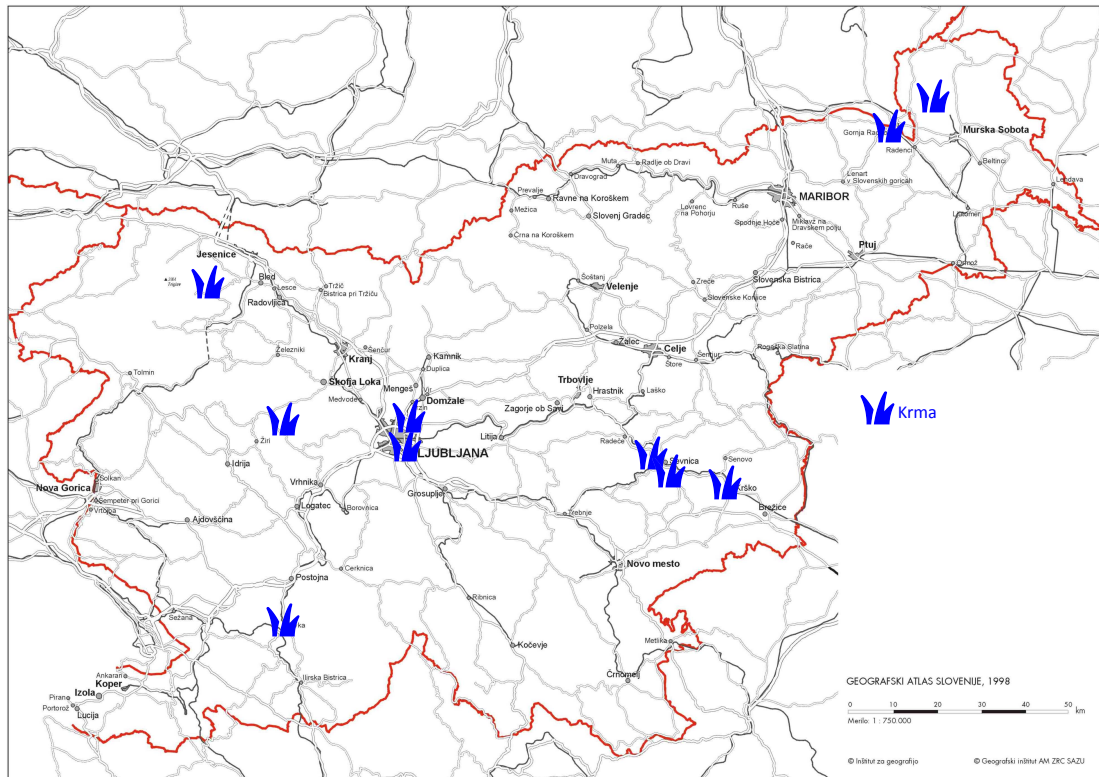 Murska Sobota
Radenci
Beltinci
Lenart
v Slovenskih goricah
Lendava
Muta
Radlje ob Dravi
Dravograd
Prevalje
Ravne na Koroškem
MARIBOR
Ruše
Lovrenc
na Pohorju
Mežica
Slovenj Gradec
Spodnje Hoče
Miklavž na
Dravskem polju
Ljutomer
Črna na Koroškem
Rače
Ptuj
Ormož
Jesenice
Bled
Lesce
Radovljica
Tržič
Bistrica pri Tržiču
Šoštanj
Velenje
Zreče
Slovenska Bistrica
Slovenske Konjice
Polzela
Žalec
Celje
Štore
Šentjur
Rogaška Slatina
Železniki
Kranj
Šenčur
Kamnik
Duplica
Tolmin
Škofja Loka
Mengeš
Vir
Medvode
Domžale
Trbovlje
Hrastnik
Laško
Zagorje ob Savi
Krma
Žiri
Litija
Radeče
LJUBLJANA
Idrija
Senovo
Solkan
Nova Gorica
Vrhnika
Grosuplje
Šempeter pri Gorici
Vrtojba
Logatec
Borovnica
Trebnje
Brežice
Ajdovščina
Novo mesto
Postojna
Cerknica
Ribnica
Sežana
Metlika
Kočevje
Ankaran
Koper
Izola
Piran
Portorož
Lucija
Ilirska Bistrica
Črnomelj
GEOGRAFSKI ATLAS SLOVENIJE, 1998
0 10 20 30 40 50 km
Merilo: 1 : 750.000
© Inštitut za geografijo
© Geografski inštitut AM ZRC SAZU